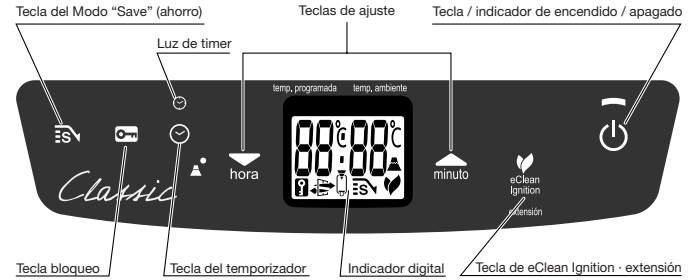 Tecla del Modo “Save” (ahorro)
Teclas de ajuste
Tecla / indicador de encendido / apagado
Luz de timer
temp, programada temp, ambiente
88°C 88°C
S
hora
minuto
eClean
Ignition
extensión
Classic
S
Tecla bloqueo
Tecla del temporizador
Indicador digital
Tecla de eClean Ignition · extensión